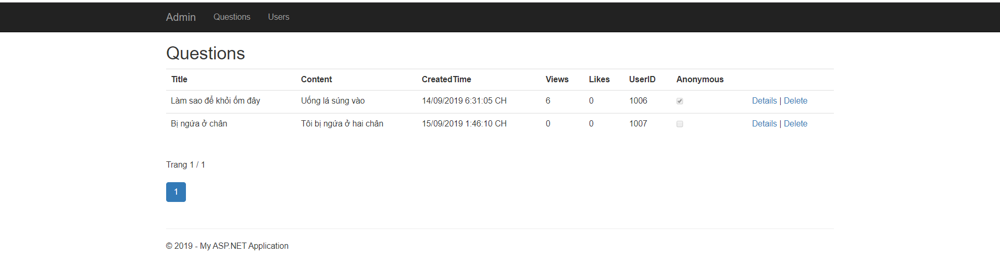 Admin Questions Users
Questions
Title Content CreatedTime Views Likes UserID Anonymous
Làm sao để khỏi ốm đây Uống lá súng vào 14/09/2019 6:31:05 CH 6 0 1006 Details | Delete
Bị ngứa ở chân Tôi bị ngứa ở hai chân 15/09/2019 1:46:10 CH 0 0 1007 Details | Delete
Trang 1 / 1
1
© 2019 - My ASP.NET Application